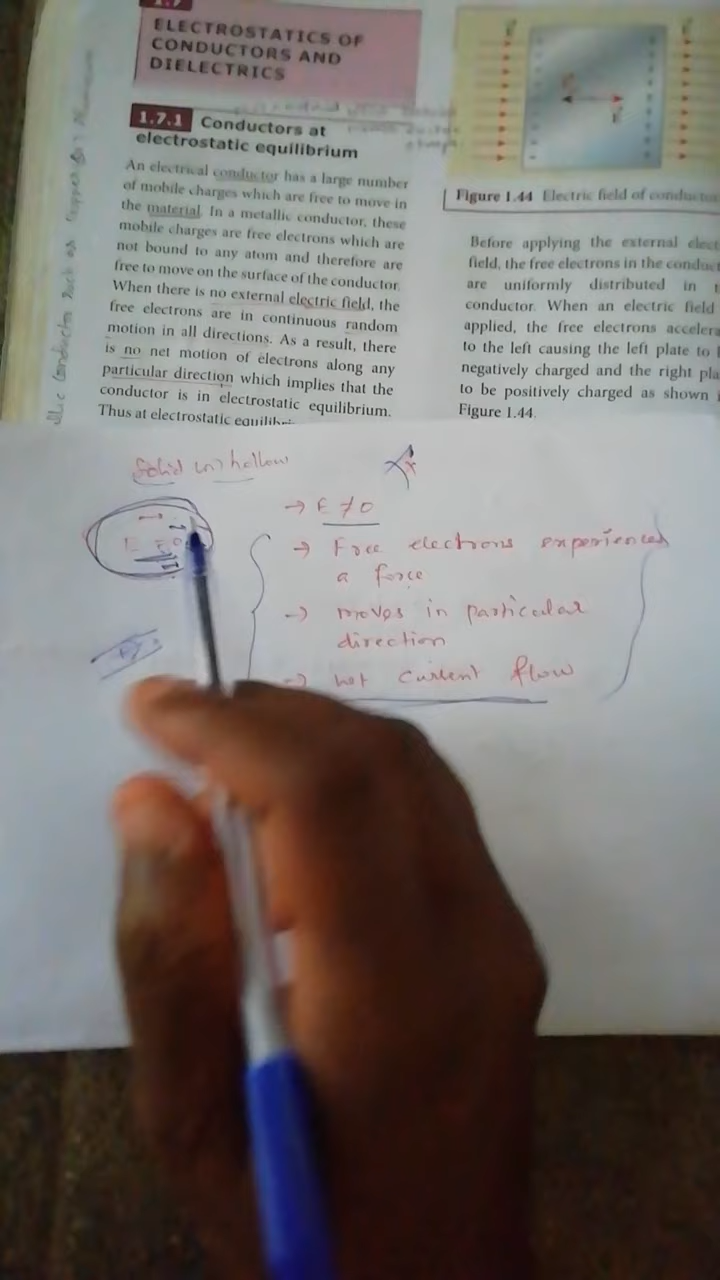 1.7
ELECTROSTATICS OF
CONDUCTORS AND
DIELECTRICS
1.7.1 Conductors at
electrostatic equilibrium
An electrical conductor has a large number
of mobile charges which are free to move in
the material. In a metallic conductor, these
mobile charges are free electrons which are
not bound to any atom and therefore are
free to move on the surface of the conductor.
When there is no external electric field, the
free electrons are in continuous random
motion in all directions. As a result, there
is no net motion of electrons along any
particular direction which implies that the
conductor is in electrostatic equilibrium.
Thus at electrostatic
Figure 1.44 Electric field of
Before applying the external
field, the free electrons in the
are uniformly distributed in
conductor. When an electric field
applied, the free electrons
to the left causing the left plate to
negatively charged and the right
to be positively charged as shown
Figure 1.44.
Solid hollow
→ E ≠ 0
→ Free electrons experienced
a force
→ moves in particular
direction
→ current flow